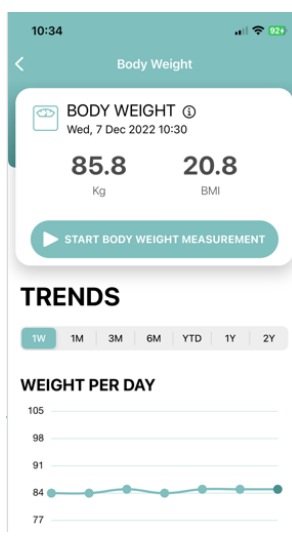 10:34
92+
Body Weight
BODY WEIGHT
Wed, 7 Dec 2022 10:30
85.8 20.8
Kg BMI
START BODY WEIGHT MEASUREMENT
TRENDS
1W 1M 3M 6M YTD 1Y 2Y
WEIGHT PER DAY
105
98
91
84
77